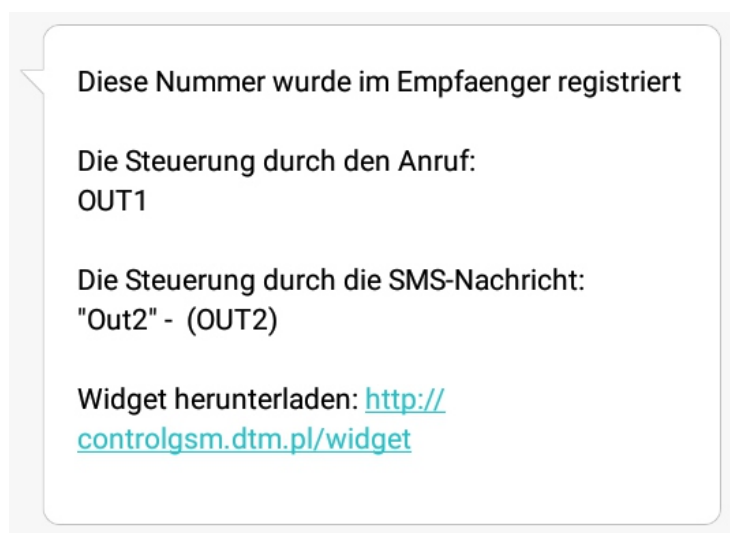 Diese Nummer wurde im Empfaenger registriert
Die Steuerung durch den Anruf:
OUT1
Die Steuerung durch die SMS-Nachricht:
"Out2" -  (OUT2)
Widget herunterladen: http://
controlgsm.dtm.pl/widget